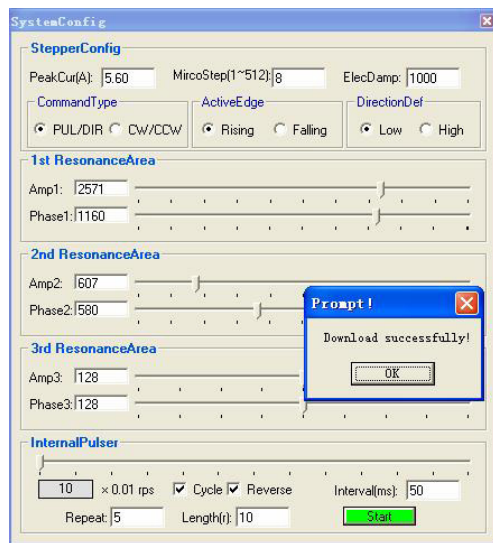 SystemConfig
StepperConfig
PeakCur(A): 5.60 MircoStep(1~512): 8 ElecDamp: 1000
CommandType ActiveEdge DirectionDef
PUL/DIR CW/CCW Rising Falling Low High
1st ResonanceArea
Amp1: 2571
Phase1: 1160
2nd ResonanceArea
Amp2: 607
Phase2: 580
Prompt!
Download successfully!
OK
3rd ResonanceArea
Amp3: 128
Phase3: 128
InternalPulser
10 × 0.01 rps Cycle Reverse Interval(ms): 50
Repeat: 5 Length(r): 10 Start